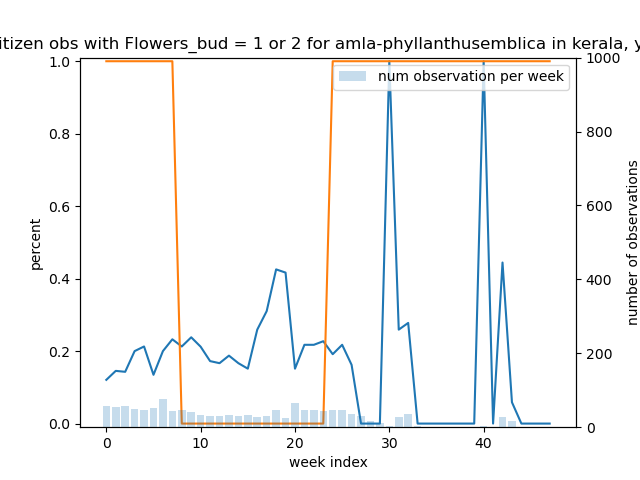 itizen obs with Flowers_bud = 1 or 2 for amla-phyllanthusemblica in kerala, y
num observation per week
1.0
0.8
0.6
0.4
0.2
0.0
percent
1000
800
600
400
200
0
number of observations
0 10 20 30 40
week index